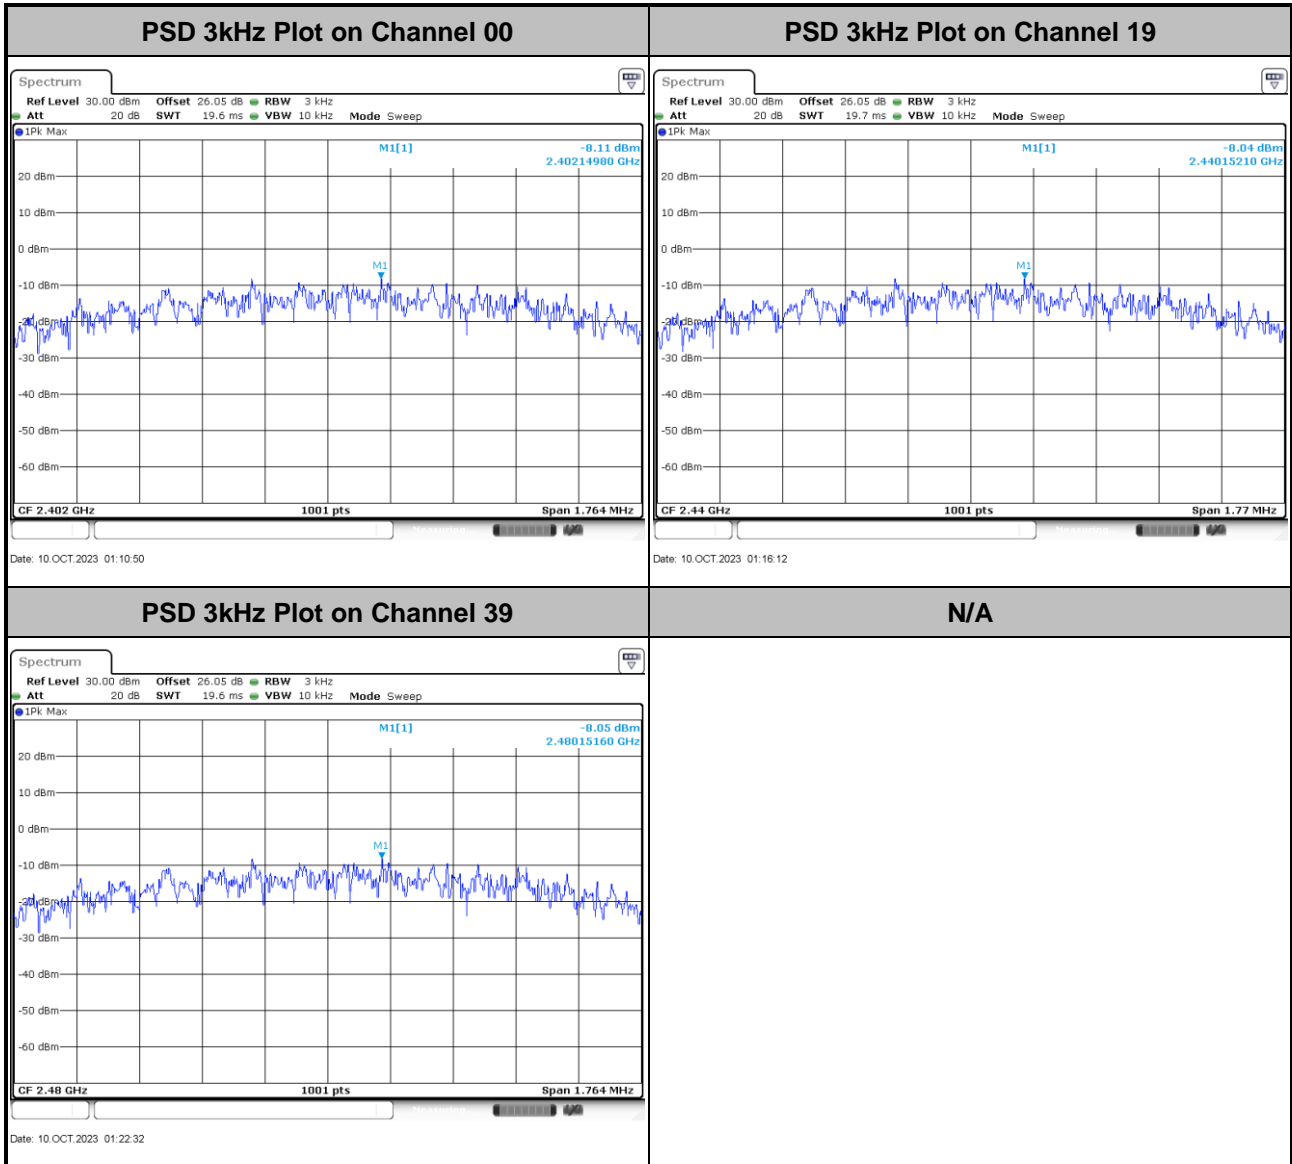 PSD 3kHz Plot on Channel 00
Spectrum
Ref Level 30.00 dBm Offset 26.05 dB RBW 3 kHz
Att 20 dB SWT 19.6 ms VBW 10 kHz Mode Sweep
1Pk Max
M1[1] -8.11 dBm
2.40214980 GHz
20 dBm
10 dBm
0 dBm
M1
-10 dBm
-20 dBm
-30 dBm
-40 dBm
-50 dBm
-60 dBm
CF 2.402 GHz 1001 pts Span 1.764 MHz
Date: 10.OCT.2023 01:10:50
PSD 3kHz Plot on Channel 19
Spectrum
Ref Level 30.00 dBm Offset 26.05 dB RBW 3 kHz
Att 20 dB SWT 19.7 ms VBW 10 kHz Mode Sweep
1Pk Max
M1[1] -8.04 dBm
2.44015210 GHz
20 dBm
10 dBm
0 dBm
M1
-10 dBm
-20 dBm
-30 dBm
-40 dBm
-50 dBm
-60 dBm
CF 2.44 GHz 1001 pts Span 1.77 MHz
Date: 10.OCT.2023 01:16:12
PSD 3kHz Plot on Channel 39
Spectrum
Ref Level 30.00 dBm Offset 26.05 dB RBW 3 kHz
Att 20 dB SWT 19.6 ms VBW 10 kHz Mode Sweep
1Pk Max
M1[1] -8.05 dBm
2.48015160 GHz
20 dBm
10 dBm
0 dBm
M1
-10 dBm
-20 dBm
-30 dBm
-40 dBm
-50 dBm
-60 dBm
CF 2.48 GHz 1001 pts Span 1.764 MHz
Date: 10.OCT.2023 01:22:32
N/A